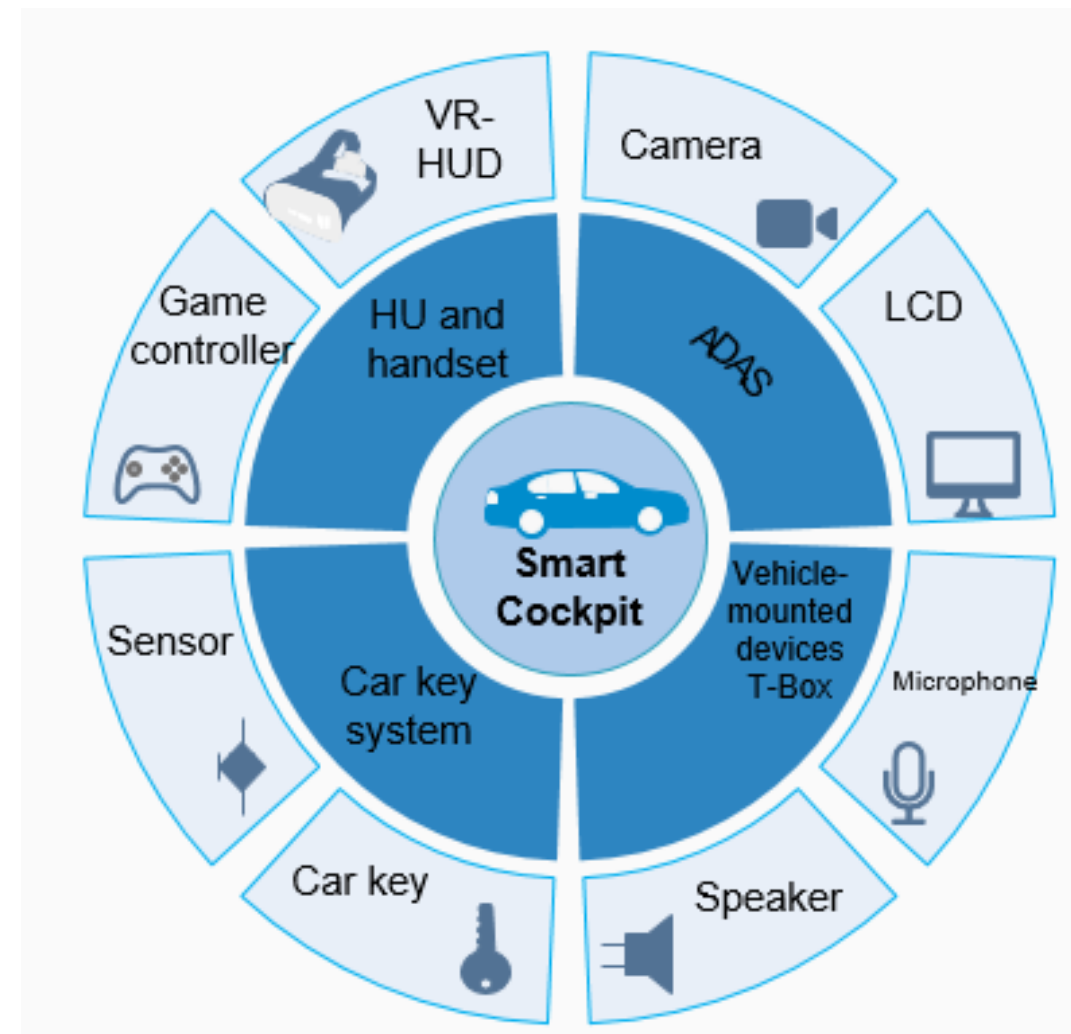 VR-
HUD
Camera
Game
controller
HU and
handset
ADAS
LCD
Smart
Cockpit
Vehicle-
mounted
devices
T-Box
Sensor
Car key
system
Microphone
Car key
Speaker